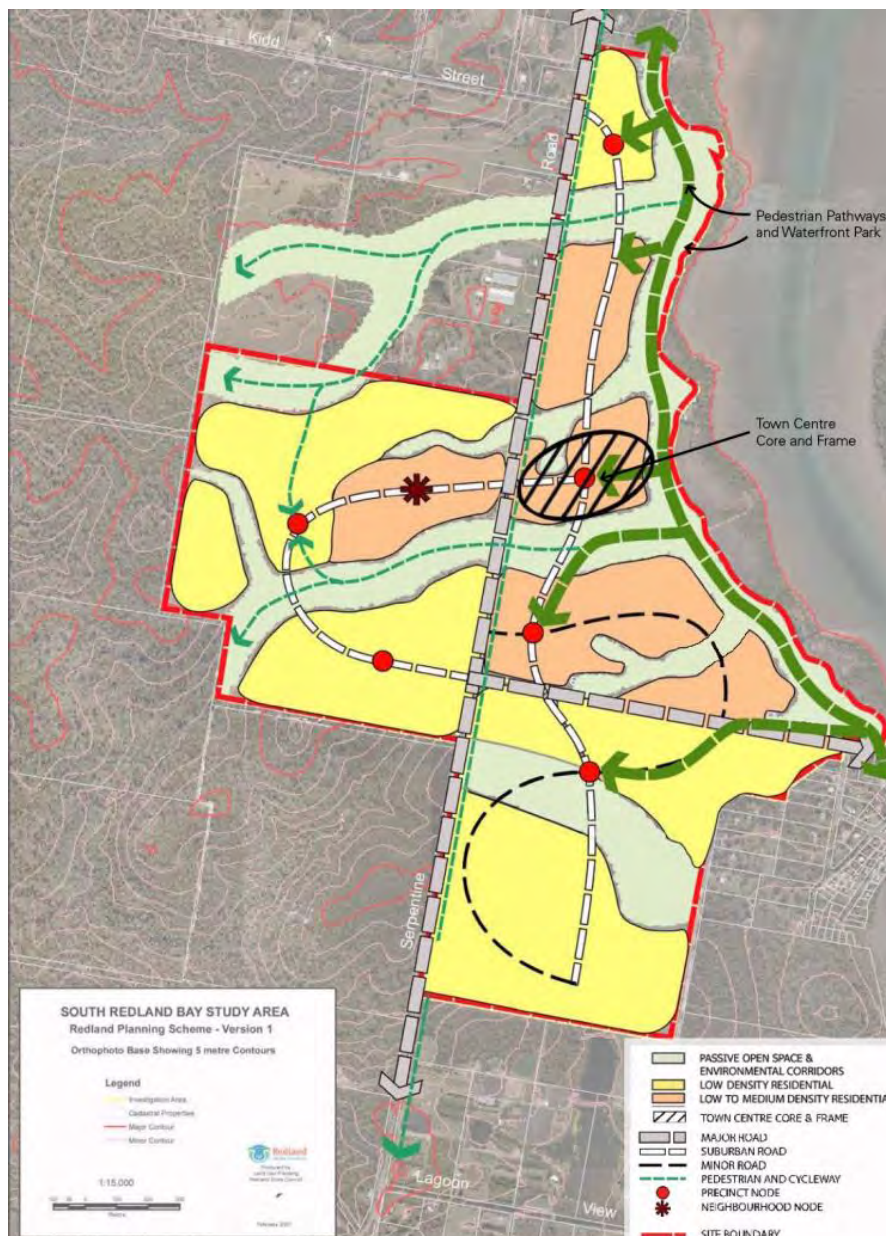 Kidd
Street
Road
Pedestrian Pathways
and Waterfront Park
Town Centre
Core and Frame
Serpentine
Lagoon
View
SOUTH REDLAND BAY STUDY AREA
Redland Planning Scheme - Version 1
Orthophoto Base Showing 5 metre Contours
Legend
Investigation Area
Cadastral Properties
Major Contour
Minor Contour
Redland
1:15,000
Metres
February 2007
PASSIVE OPEN SPACE &
ENVIRONMENTAL CORRIDORS
LOW DENSITY RESIDENTIAL
LOW TO MEDIUM DENSITY RESIDENTIAL
TOWN CENTRE CORE & FRAME
MAJOR ROAD
SUBURBAN ROAD
MINOR ROAD
PEDESTRIAN AND CYCLEWAY
PRECINCT NODE
NEIGHBOURHOOD NODE
SITE BOUNDARY